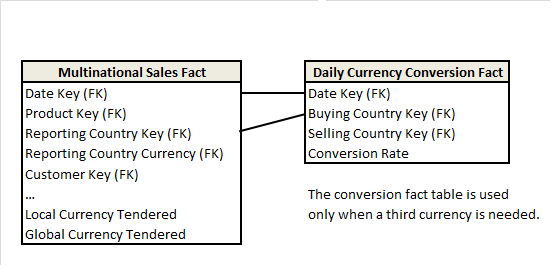 Multinational Sales Fact
Date Key (FK)
Product Key (FK)
Reporting Country Key (FK)
Reporting Country Currency (FK)
Customer Key (FK)
...
Local Currency Tendered
Global Currency Tendered
Daily Currency Conversion Fact
Date Key (FK)
Buying Country Key (FK)
Selling Country Key (FK)
Conversion Rate
The conversion fact table is used
only when a third currency is needed.